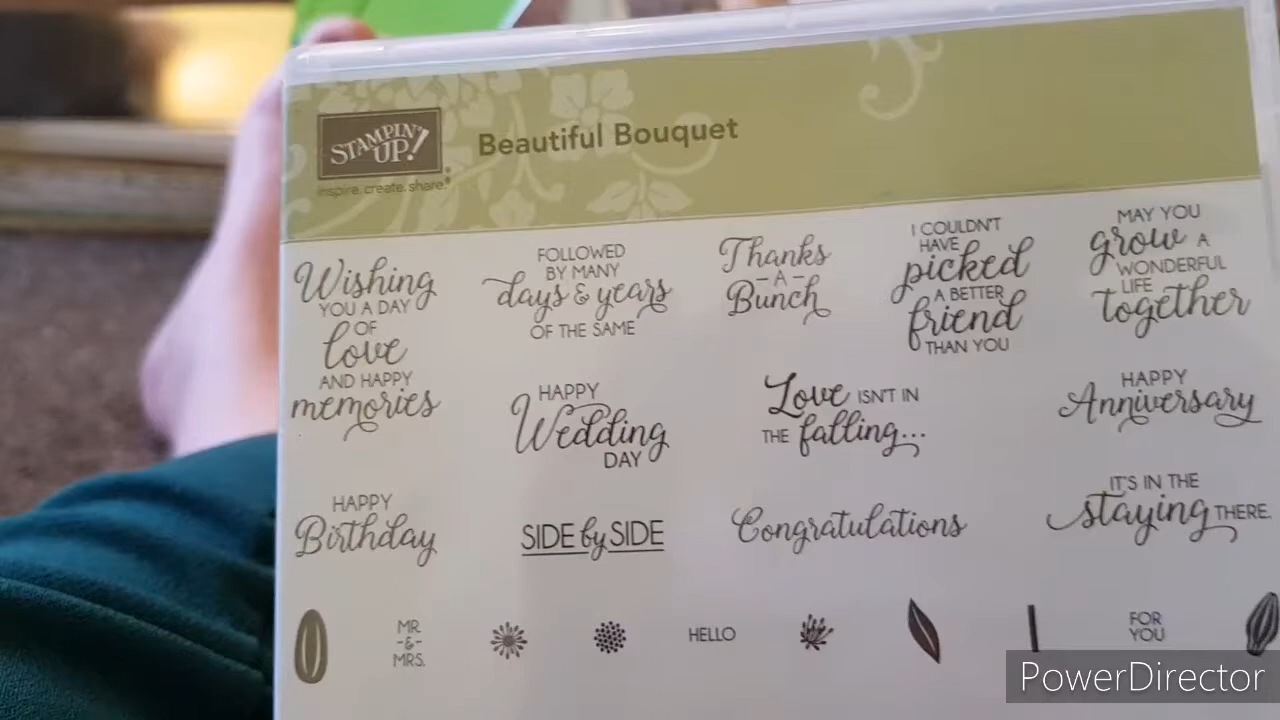 STAMPIN' UP!
inspire. create. share.
Beautiful Bouquet
Wishing
YOU A DAY
OF
love
AND HAPPY
memories
FOLLOWED
BY MANY
days & years
OF THE SAME
Thanks
-A-
Bunch
I COULDN'T
HAVE
picked
A BETTER
friend
THAN YOU
MAY YOU
grow A
WONDERFUL
LIFE
together
HAPPY
Wedding
DAY
Love ISN'T IN
THE falling...
HAPPY
Anniversary
HAPPY
Birthday
SIDE by SIDE
Congratulations
IT'S IN THE
staying THERE.
MR.
-&-
MRS.
HELLO
FOR
YOU
PowerDirector